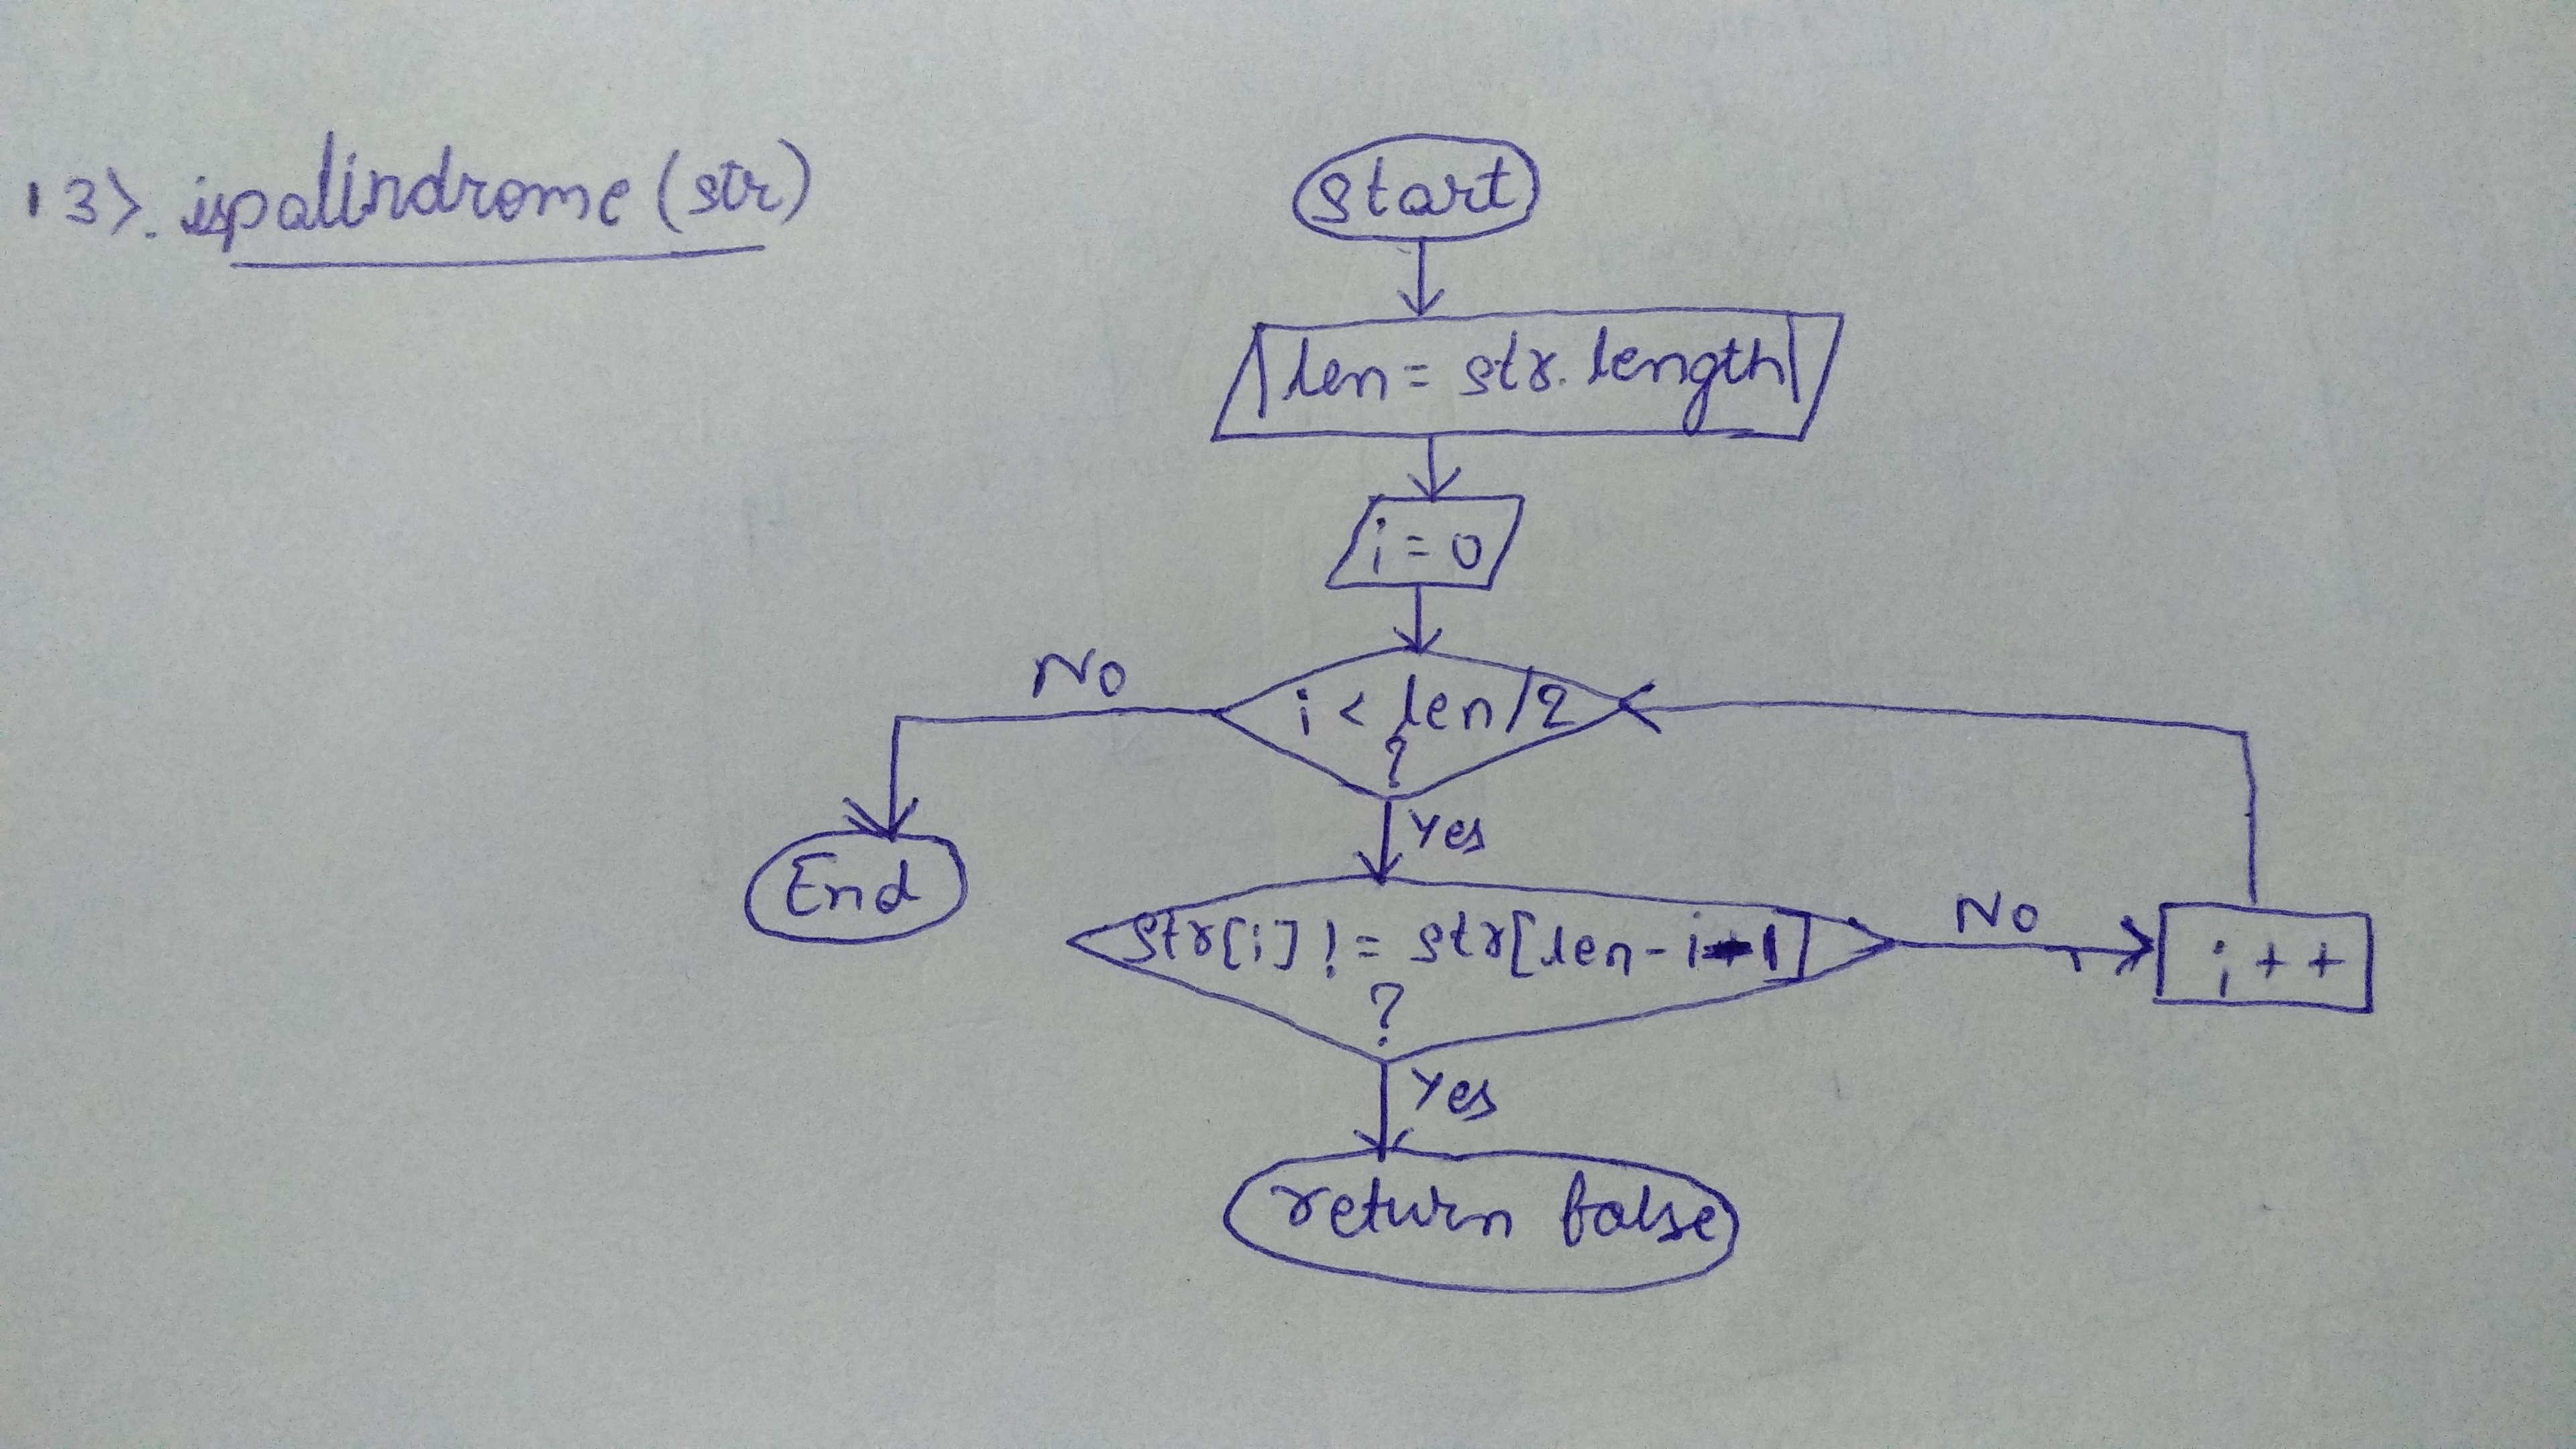 13>. ispalindrome(str)
start
len = str.length
i = 0
i < len/2
?
No
Yes
End
str[i] != str[len-i-1]
?
No
i++
Yes
return false